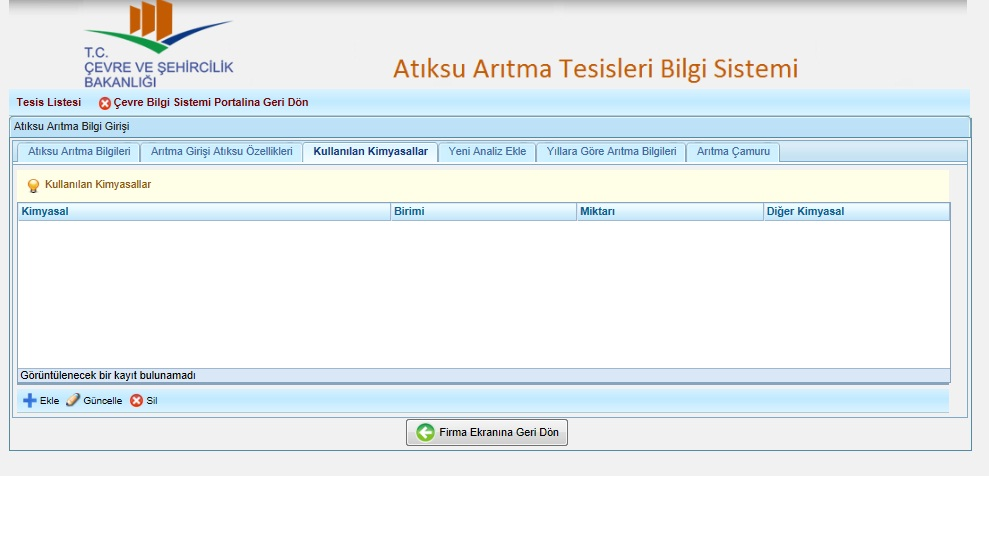 T.C.
ÇEVRE VE ŞEHİRCİLİK
BAKANLIĞI
Atıksu Arıtma Tesisleri Bilgi Sistemi
Tesis Listesi Çevre Bilgi Sistemi Portalina Geri Dön
Atıksu Arıtma Bilgi Girişi
Atıksu Arıtma Bilgileri Arıtma Girişi Atıksu Özellikleri Kullanılan Kimyasallar Yeni Analiz Ekle Yıllara Göre Arıtma Bilgileri Arıtma Çamuru
Kullanılan Kimyasallar
Kimyasal Birimi Miktarı Diğer Kimyasal
Görüntülenecek bir kayıt bulunamadı
Ekle Güncelle Sil
Firma Ekranına Geri Dön